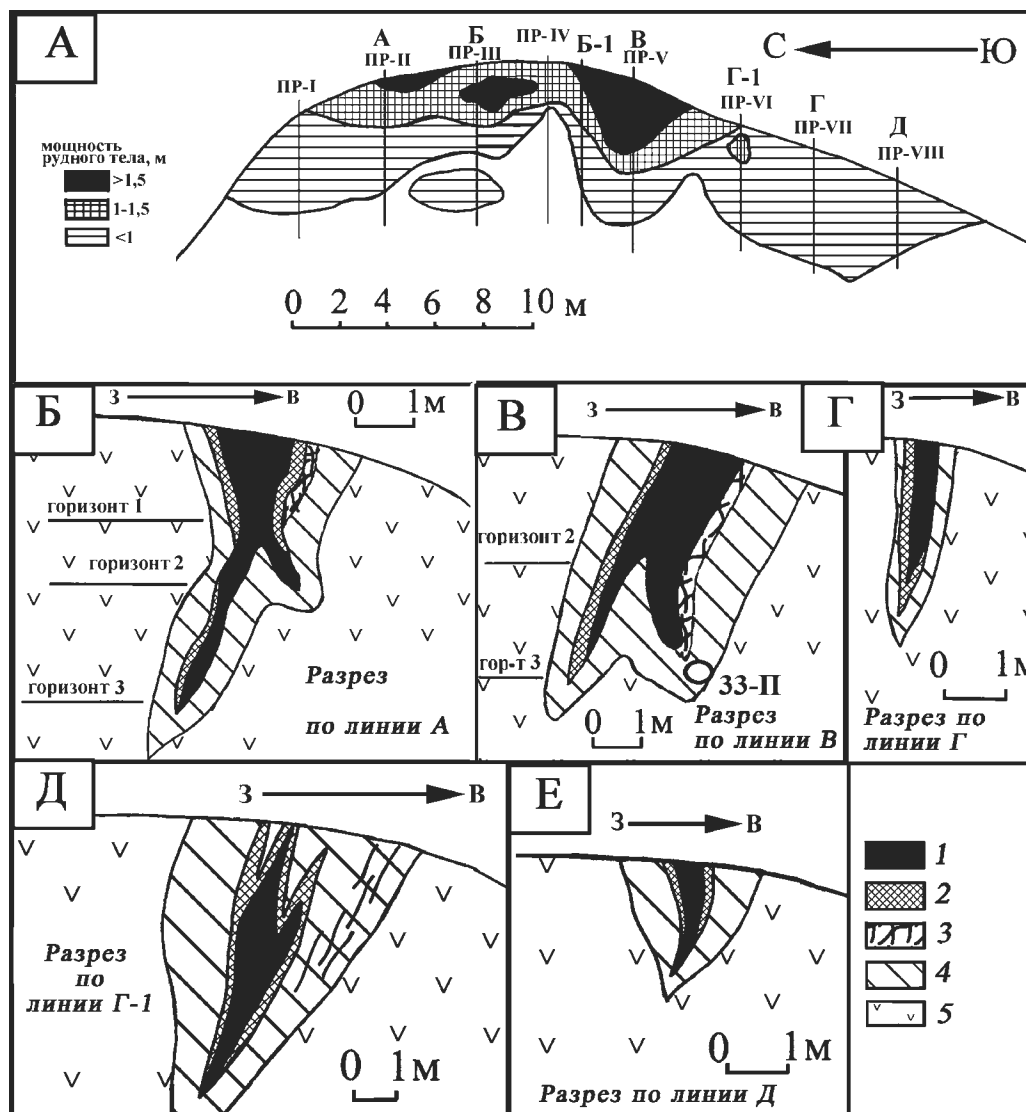 А
ПР-I
А
ПР-II
Б
ПР-III
ПР-IV
Б-1
В
ПР-V
Г-1
ПР-VI
Г
ПР-VII
Д
ПР-VIII
С
Ю
мощность
рудного тела, м
>1,5
1-1,5
<1
0 2 4 6 8 10 м
Б
З В
0 1м
горизонт 1
горизонт 2
горизонт 3
Разрез
по линии А
В
З В
горизонт 2
гор-т 3
33-П
0 1м
Разрез
по линии В
Г
З В
0 1м
Разрез по
линии Г
Д
З В
Разрез
по
линии Г-1
0 1м
Е
З В
0 1м
Разрез по линии Д
1
2
3
4
5